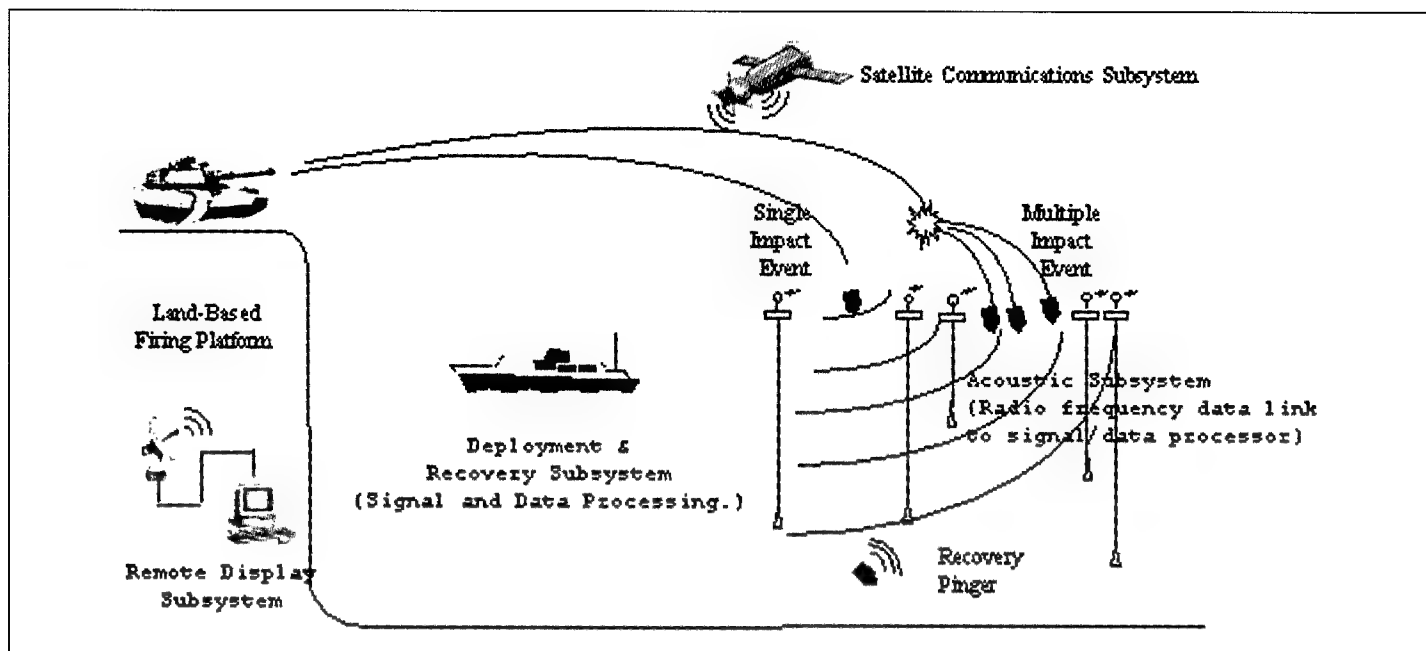 Satellite Communications Subsystem
Single
Impact
Event
Multiple
Impact
Event
Land-Based
Firing Platform
Acoustic Subsystem
(Radio frequency data link
to signal/data processor)
Deployment &
Recovery Subsystem
(Signal and Data Processing.)
Recovery
Pinger
Remote Display
Subsystem